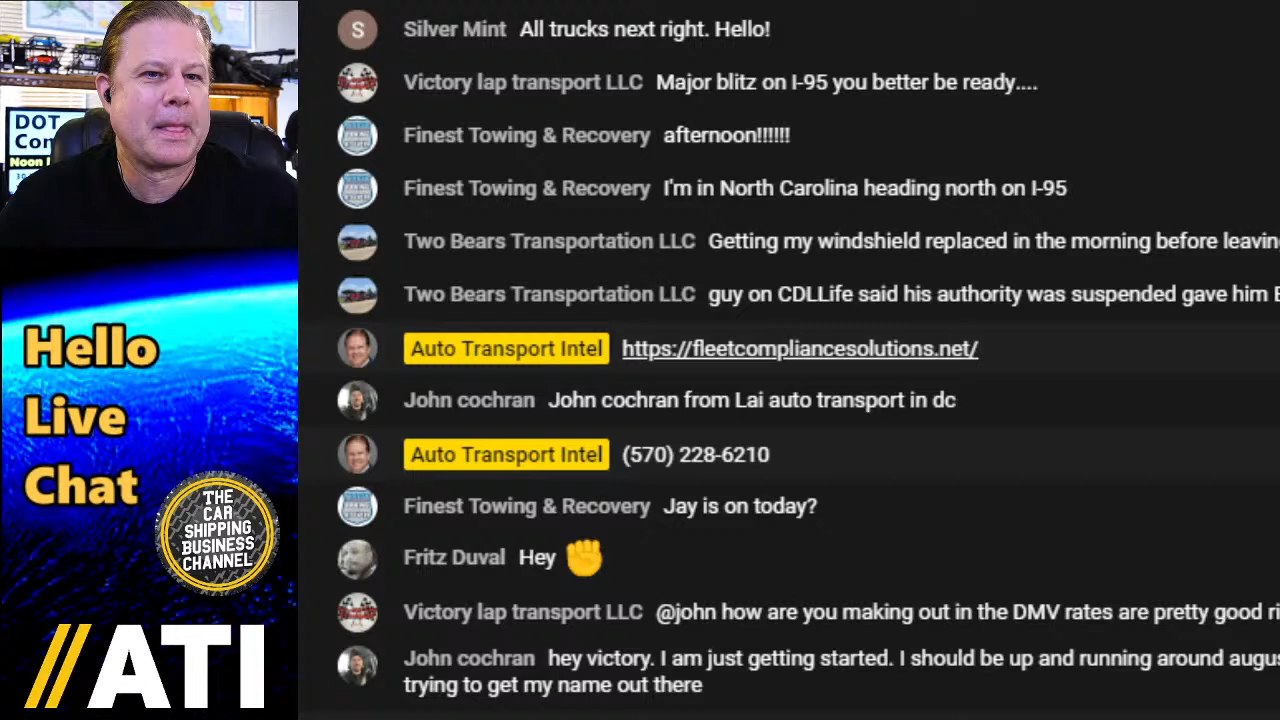 DOT
Con
Noon
Hello
Live
Chat
THE
CAR
SHIPPING
BUSINESS
CHANNEL
//ATI
S Silver Mint All trucks next right. Hello!
Victory lap transport LLC Major blitz on I-95 you better be ready....
Finest Towing & Recovery afternoon!!!!!!
Finest Towing & Recovery I'm in North Carolina heading north on I-95
Two Bears Transportation LLC Getting my windshield replaced in the morning before leavin
Two Bears Transportation LLC guy on CDLLife said his authority was suspended gave him
Auto Transport Intel https://fleetcompliancesolutions.net/
John cochran John cochran from Lai auto transport in dc
Auto Transport Intel (570) 228-6210
Finest Towing & Recovery Jay is on today?
Fritz Duval Hey ✊
Victory lap transport LLC @john how are you making out in the DMV rates are pretty good ri
John cochran hey victory. I am just getting started. I should be up and running around augus
trying to get my name out there